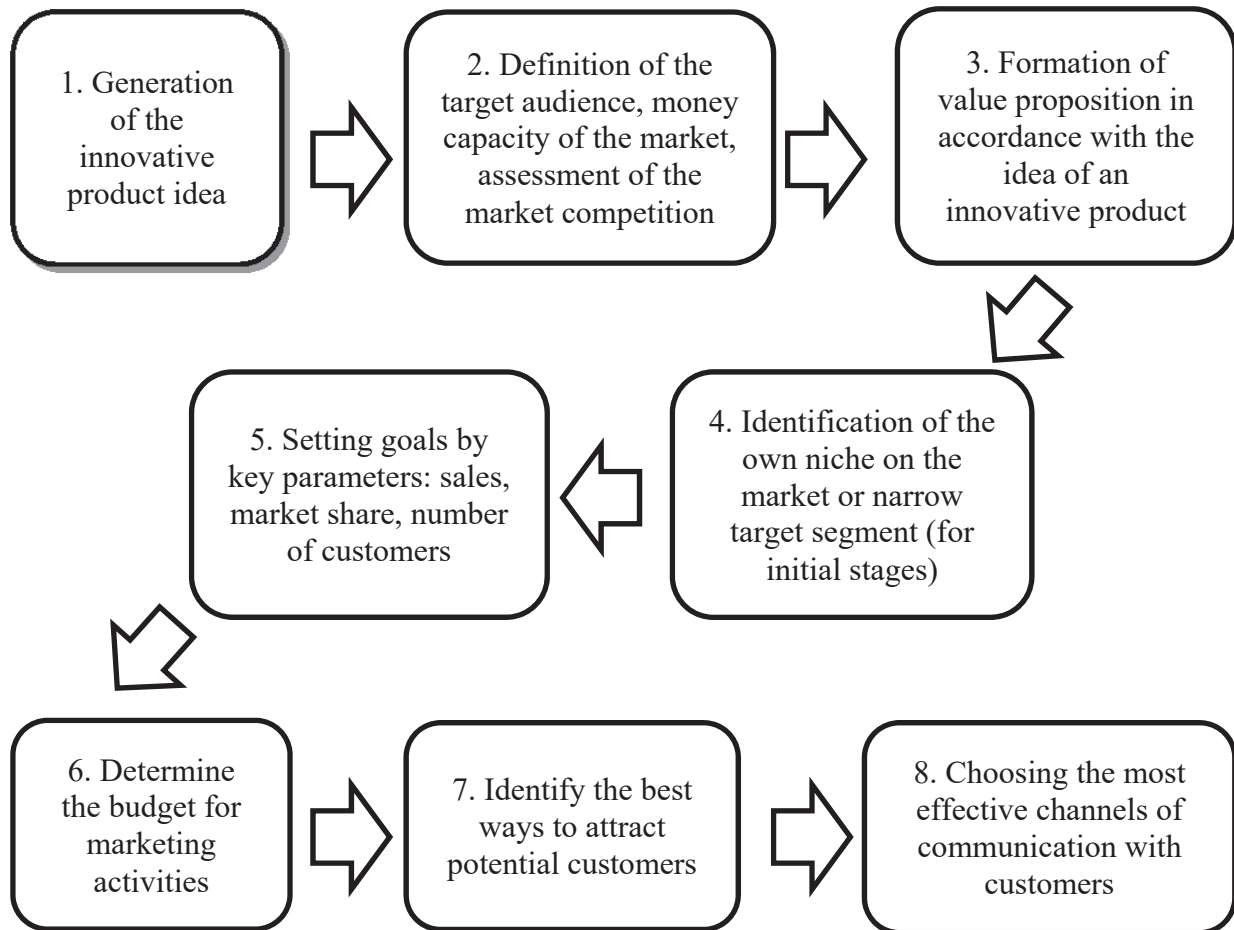 1. Generation
of the
innovative
product idea
2. Definition of the
target audience, money
capacity of the market,
assessment of the
market competition
3. Formation of
value proposition in
accordance with the
idea of an
innovative product
4. Identification of the
own niche on the
market or narrow
target segment (for
initial stages)
5. Setting goals by
key parameters: sales,
market share, number
of customers
6. Determine
the budget for
marketing
activities
7. Identify the best
ways to attract
potential customers
8. Choosing the most
effective channels of
communication with
customers